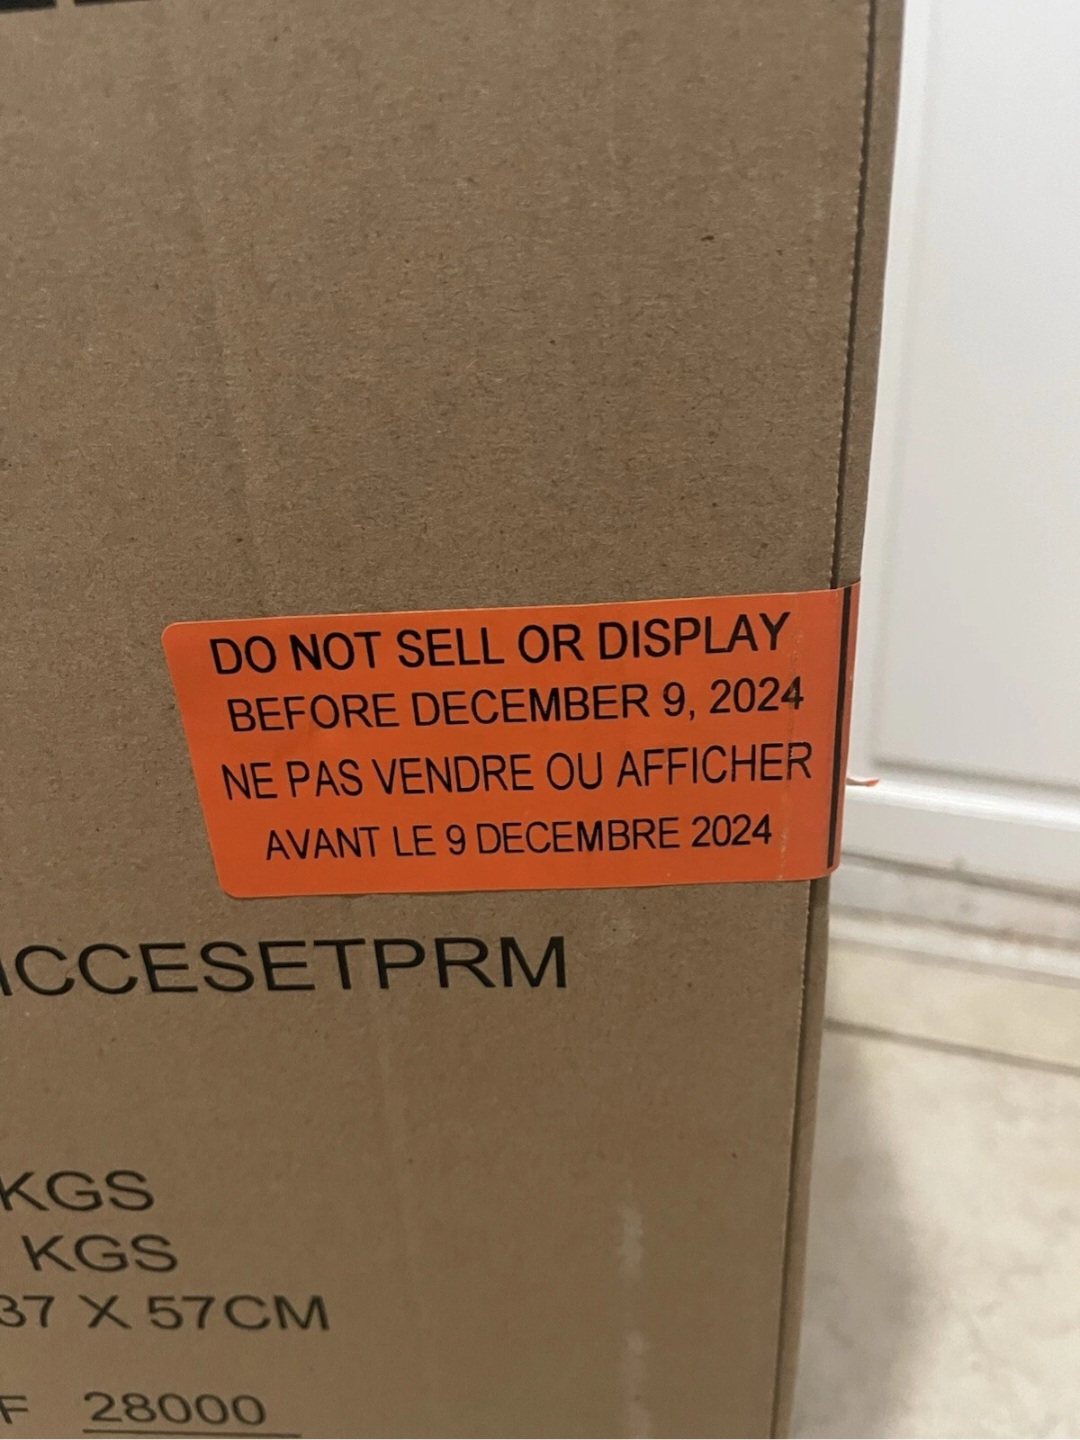 DO NOT SELL OR DISPLAY
BEFORE DECEMBER 9, 2024
NE PAS VENDRE OU AFFICHER
AVANT LE 9 DECEMBRE 2024
CCESETPRM
KGS
KGS
37 X 57CM
F 28000